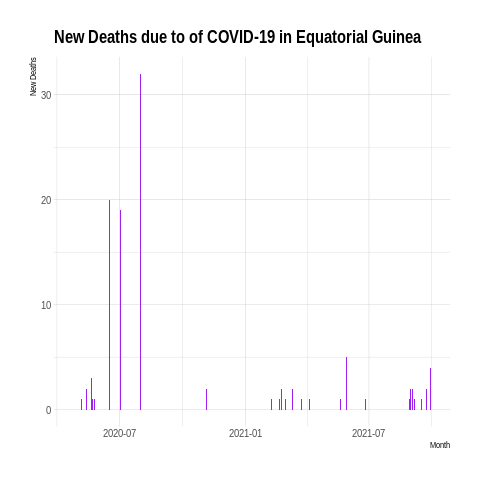 New Deaths due to of COVID-19 in Equatorial Guinea
New Deaths
30
20
10
0
2020-07 2021-01 2021-07
Month